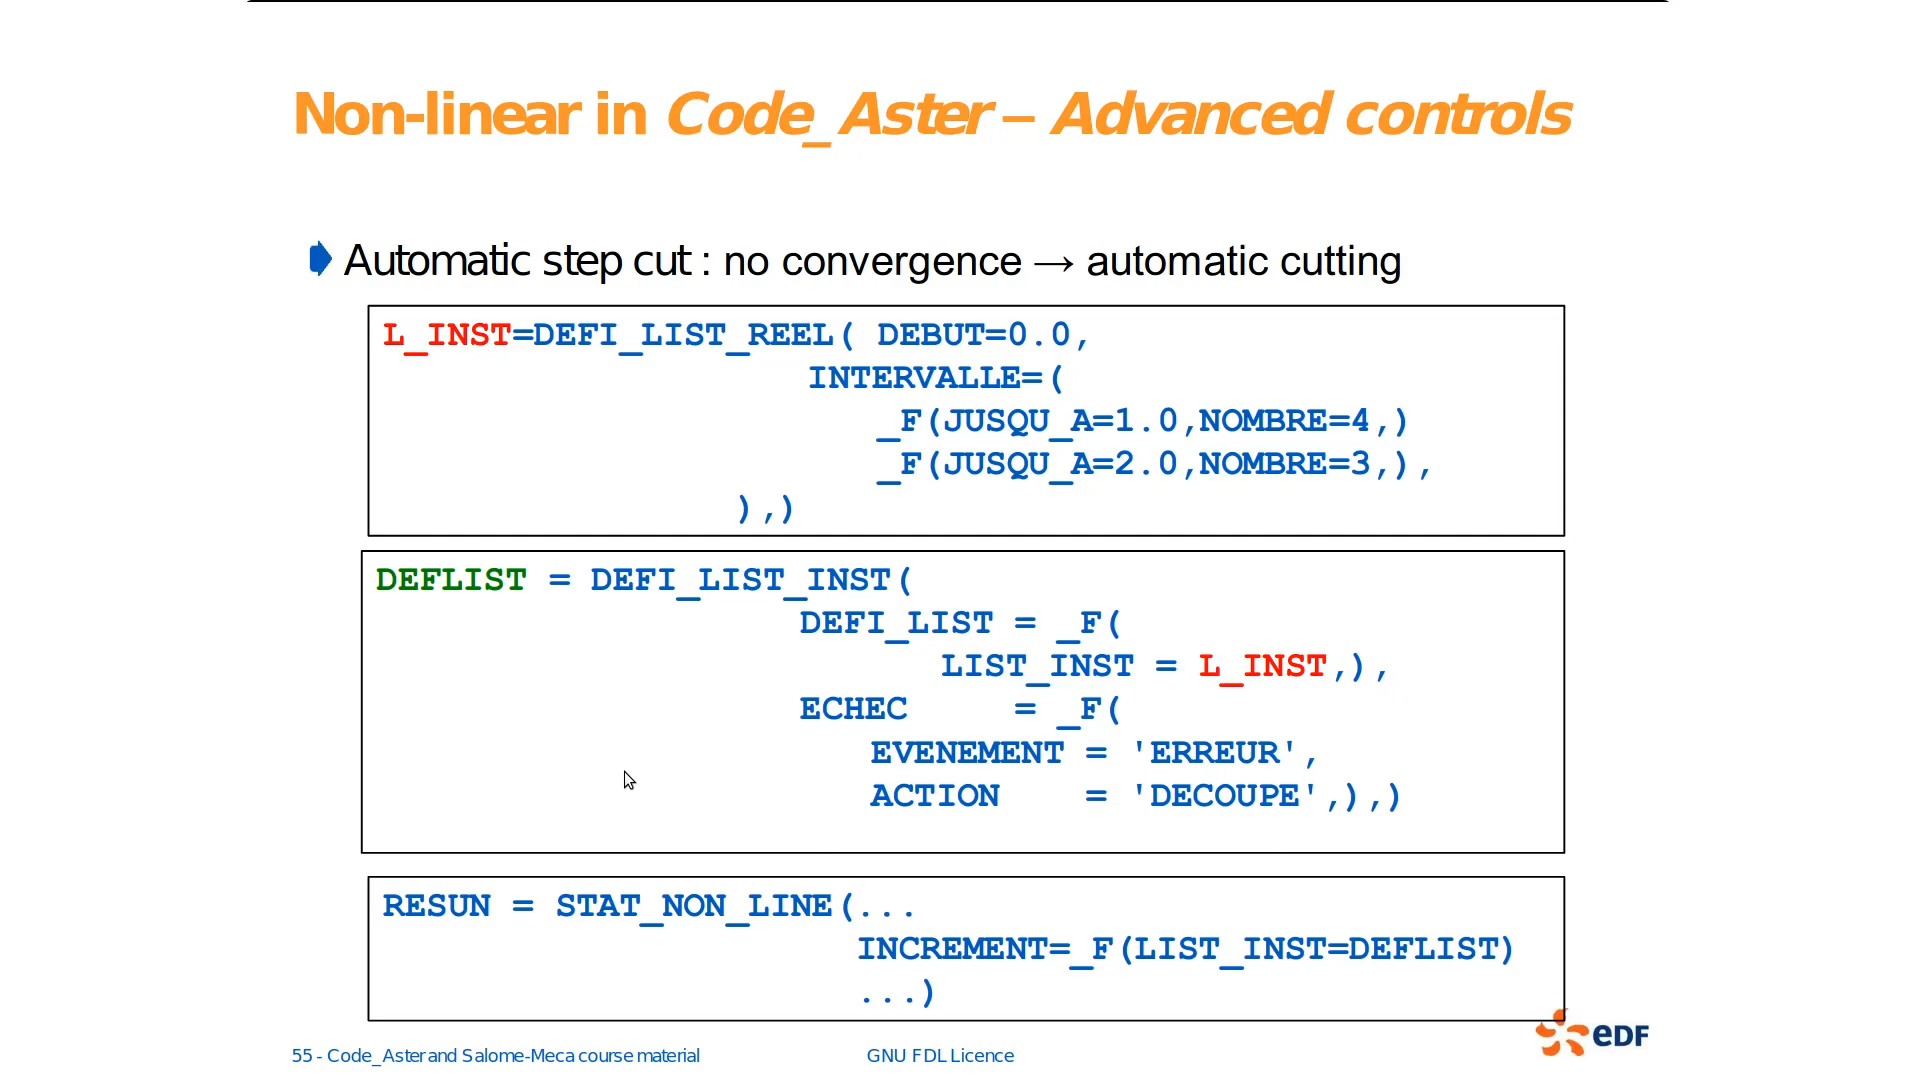 Non-linear in Code_Aster – Advanced controls
Automatic step cut : no convergence → automatic cutting
L_INST=DEFI_LIST_REEL( DEBUT=0.0,
INTERVALLE=(
_F(JUSQU_A=1.0,NOMBRE=4,)
_F(JUSQU_A=2.0,NOMBRE=3,),
),)
DEFLIST = DEFI_LIST_INST(
DEFI_LIST = _F(
LIST_INST = L_INST,),
ECHEC = _F(
EVENEMENT = 'ERREUR',
ACTION = 'DECOUPE',),)
RESUN = STAT_NON_LINE(...
INCREMENT=_F(LIST_INST=DEFLIST)
...)
55 - Code_Aster and Salome-Meca course material GNU FDL Licence
eDF